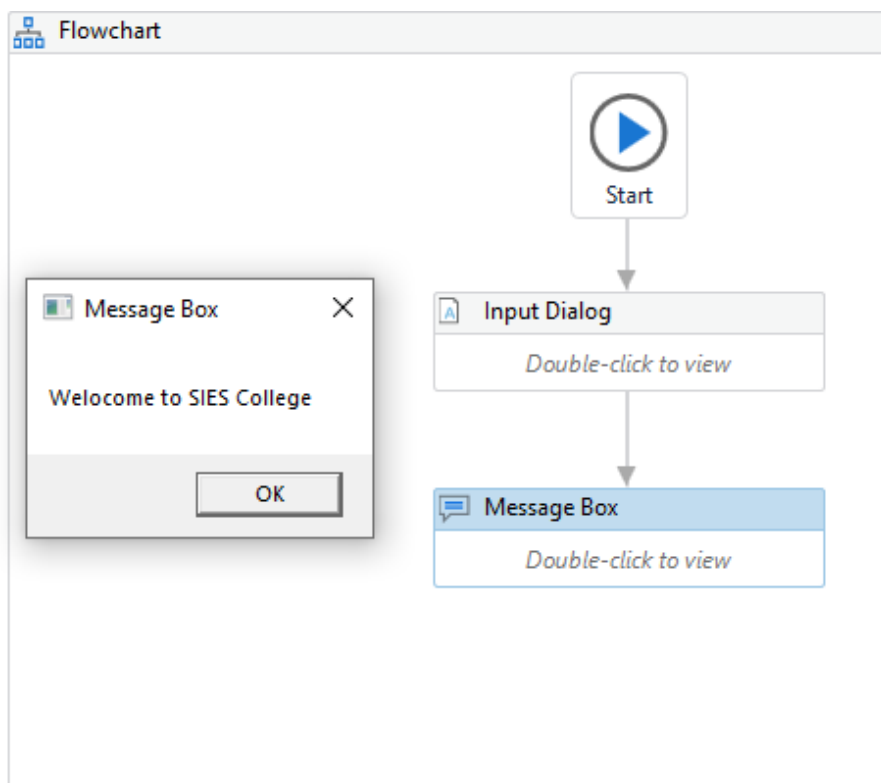 Flowchart
Start
Input Dialog
Double-click to view
Message Box
Double-click to view
Message Box
Welocome to SIES College
OK